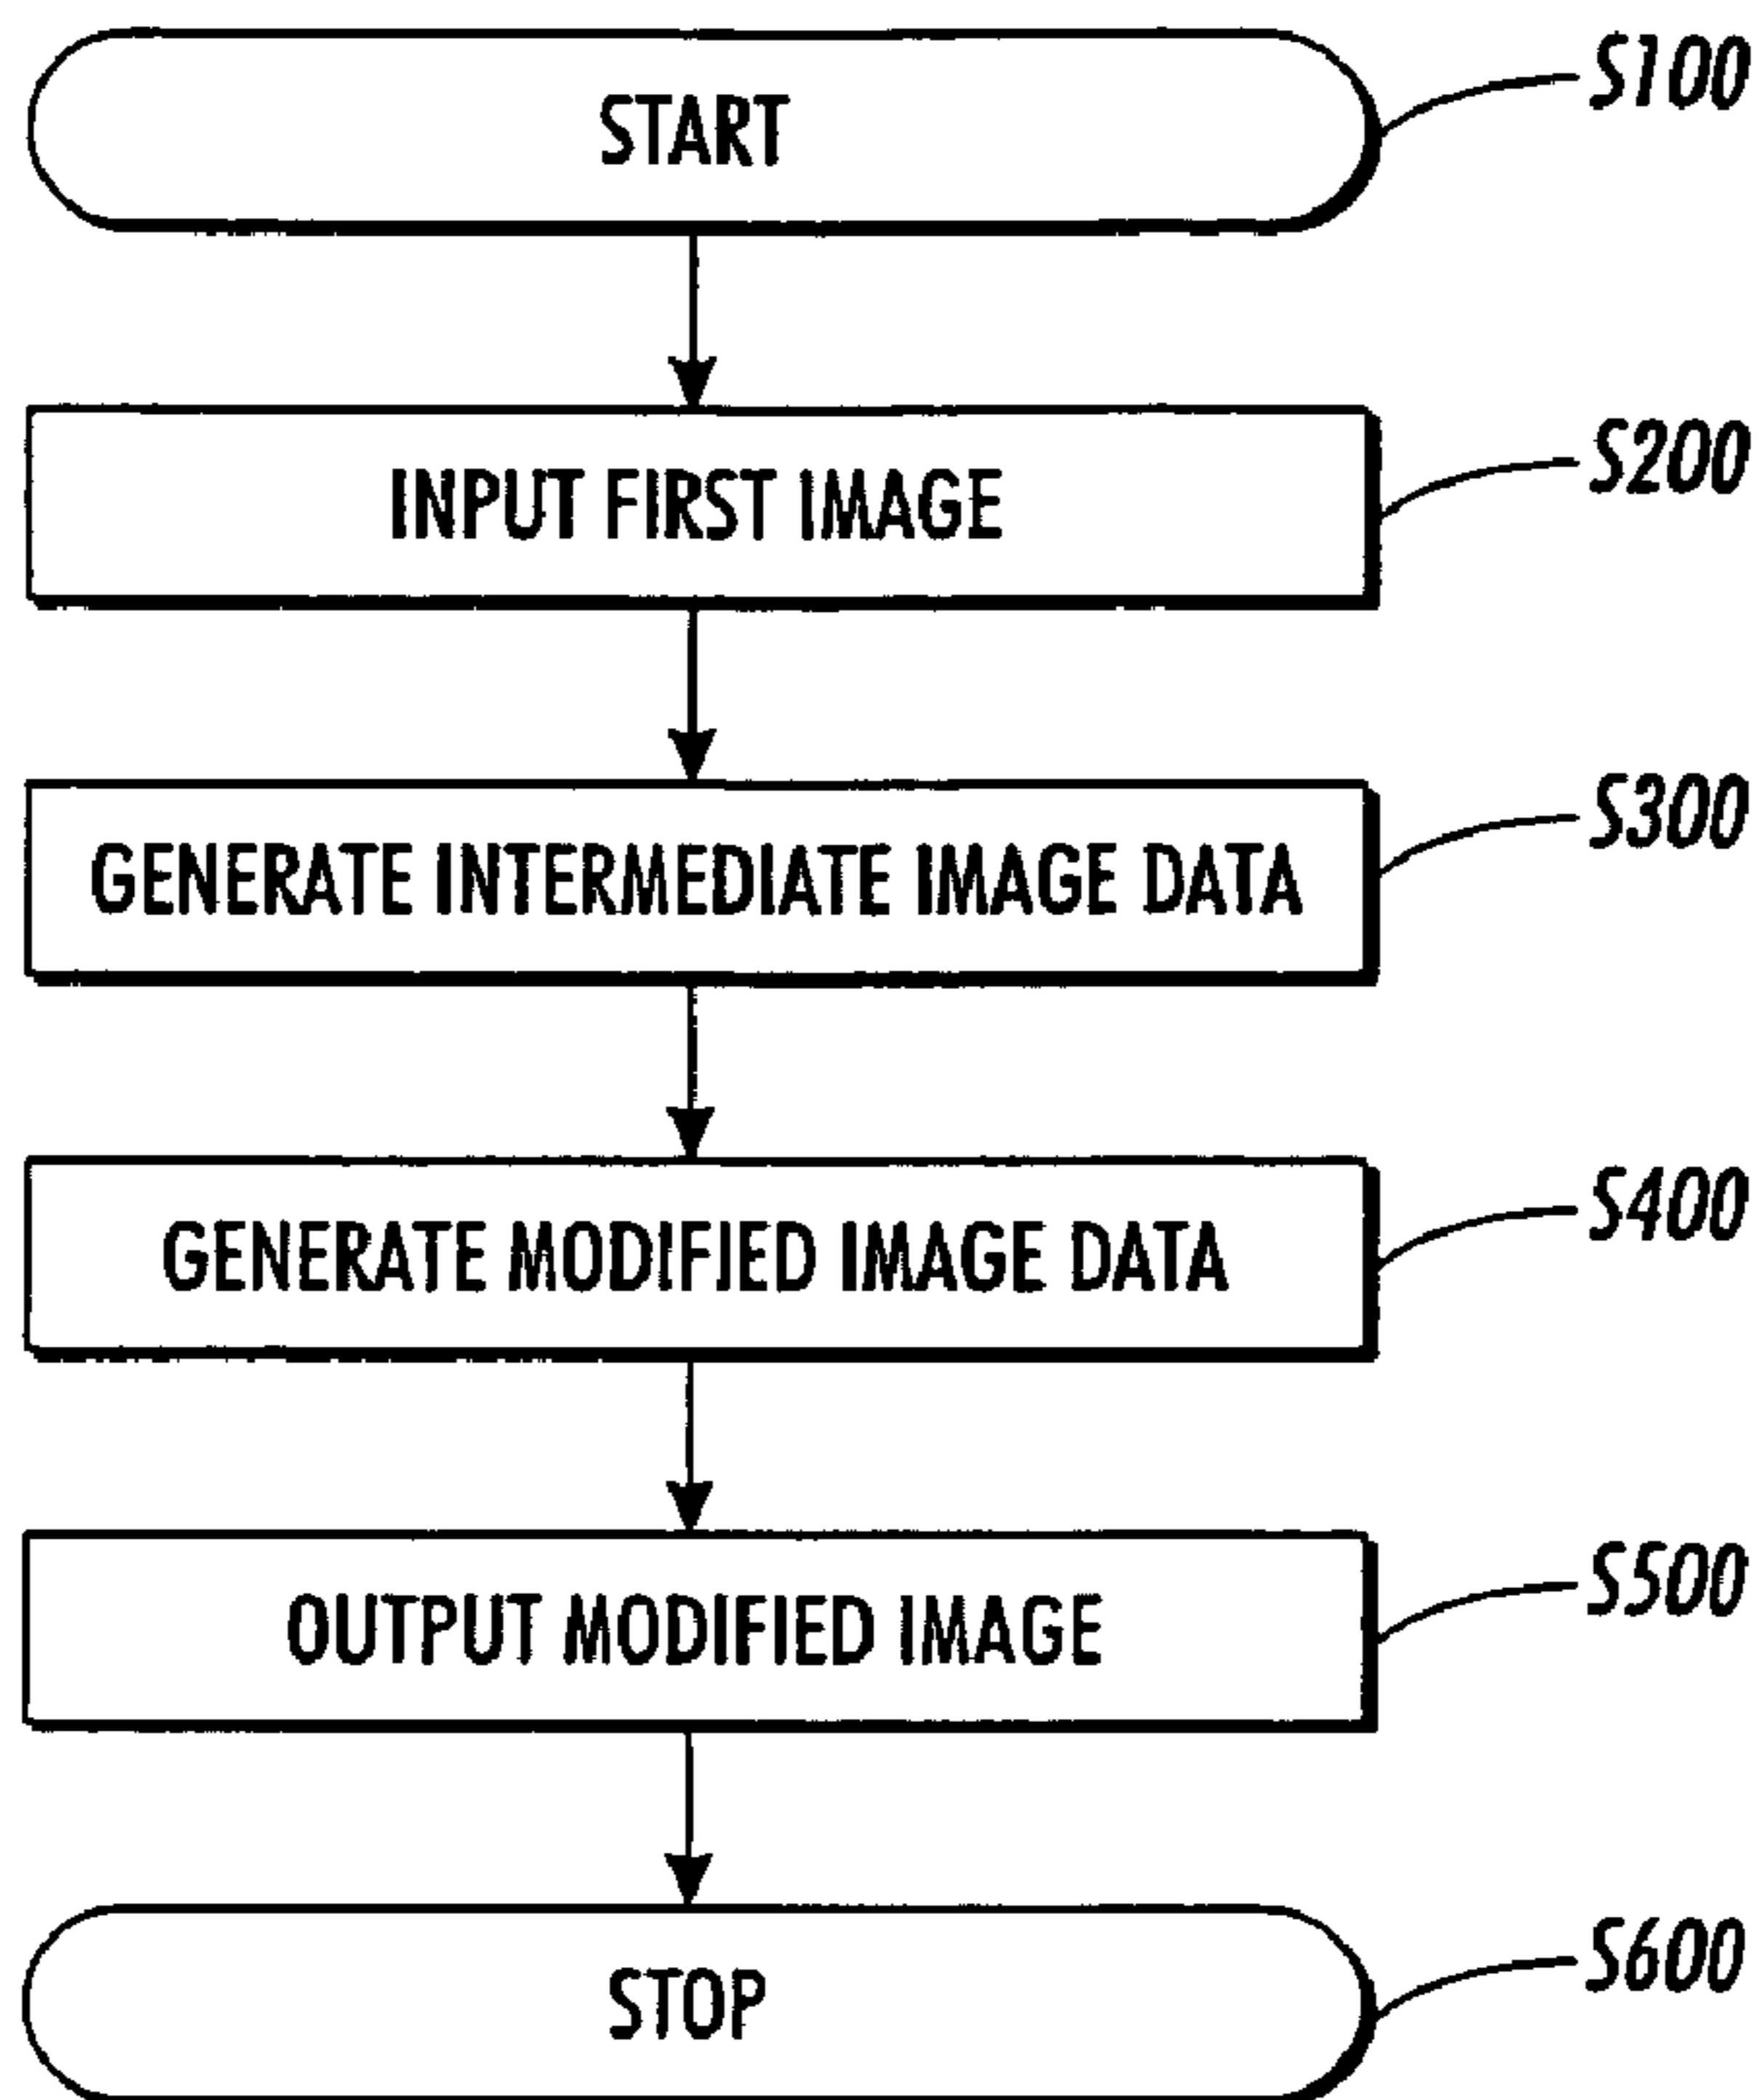 START
S100
INPUT FIRST IMAGE
S200
GENERATE INTERMEDIATE IMAGE DATA
S300
GENERATE MODIFIED IMAGE DATA
S400
OUTPUT MODIFIED IMAGE
S500
STOP
S600